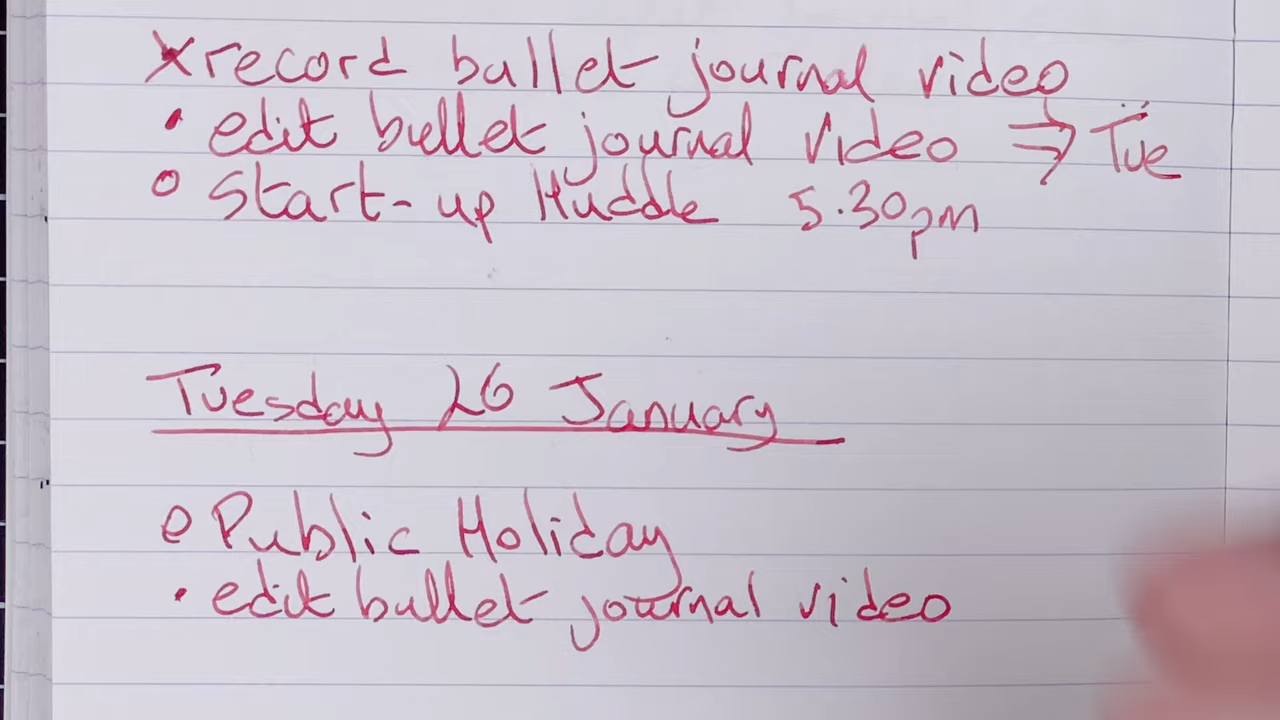 × record bullet journal video
• edit bullet journal video ⇒ Tue
o Start-up Huddle 5.30pm
Tuesday 26 January
o Public Holiday
• edit bullet journal video